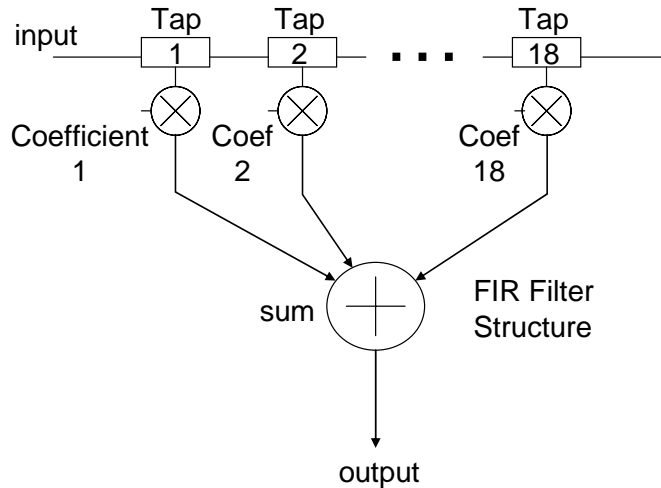 input
Tap
1
Tap
2
Tap
18
Coefficient
1
Coef
2
Coef
18
sum
FIR Filter
Structure
output